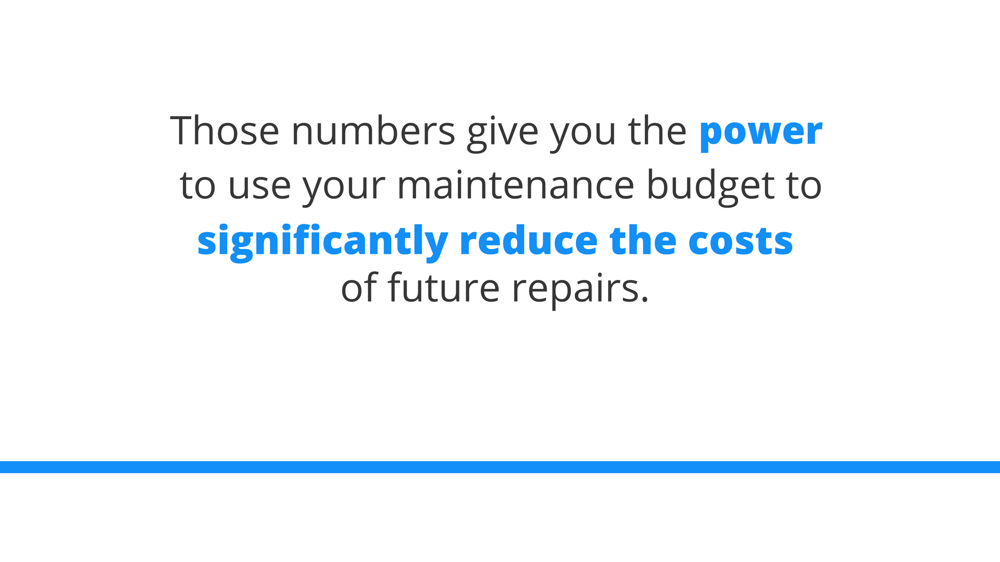 Those numbers give you the power
to use your maintenance budget to
significantly reduce the costs
of future repairs.